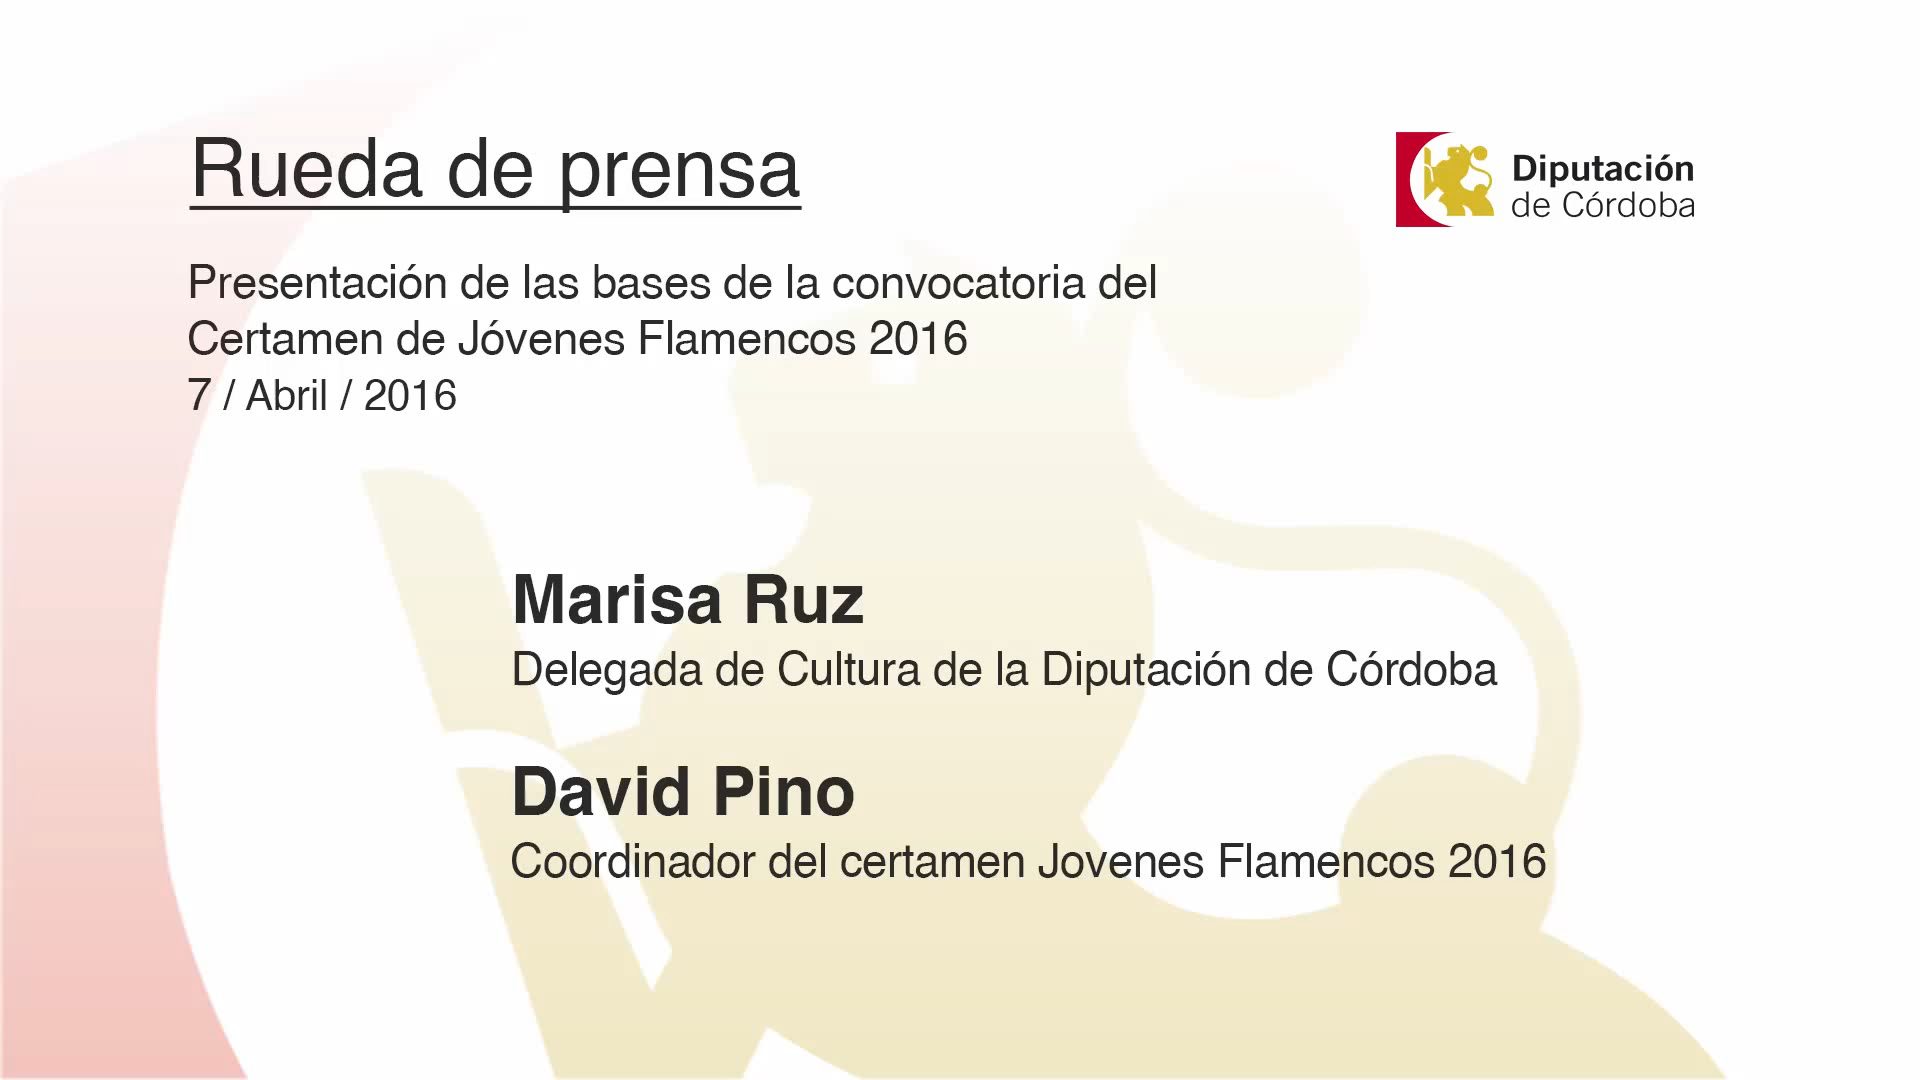 Rueda de prensa
Diputación
de Córdoba
Presentación de las bases de la convocatoria del
Certamen de Jóvenes Flamencos 2016
7 / Abril / 2016
Marisa Ruz
Delegada de Cultura de la Diputación de Córdoba
David Pino
Coordinador del certamen Jovenes Flamencos 2016